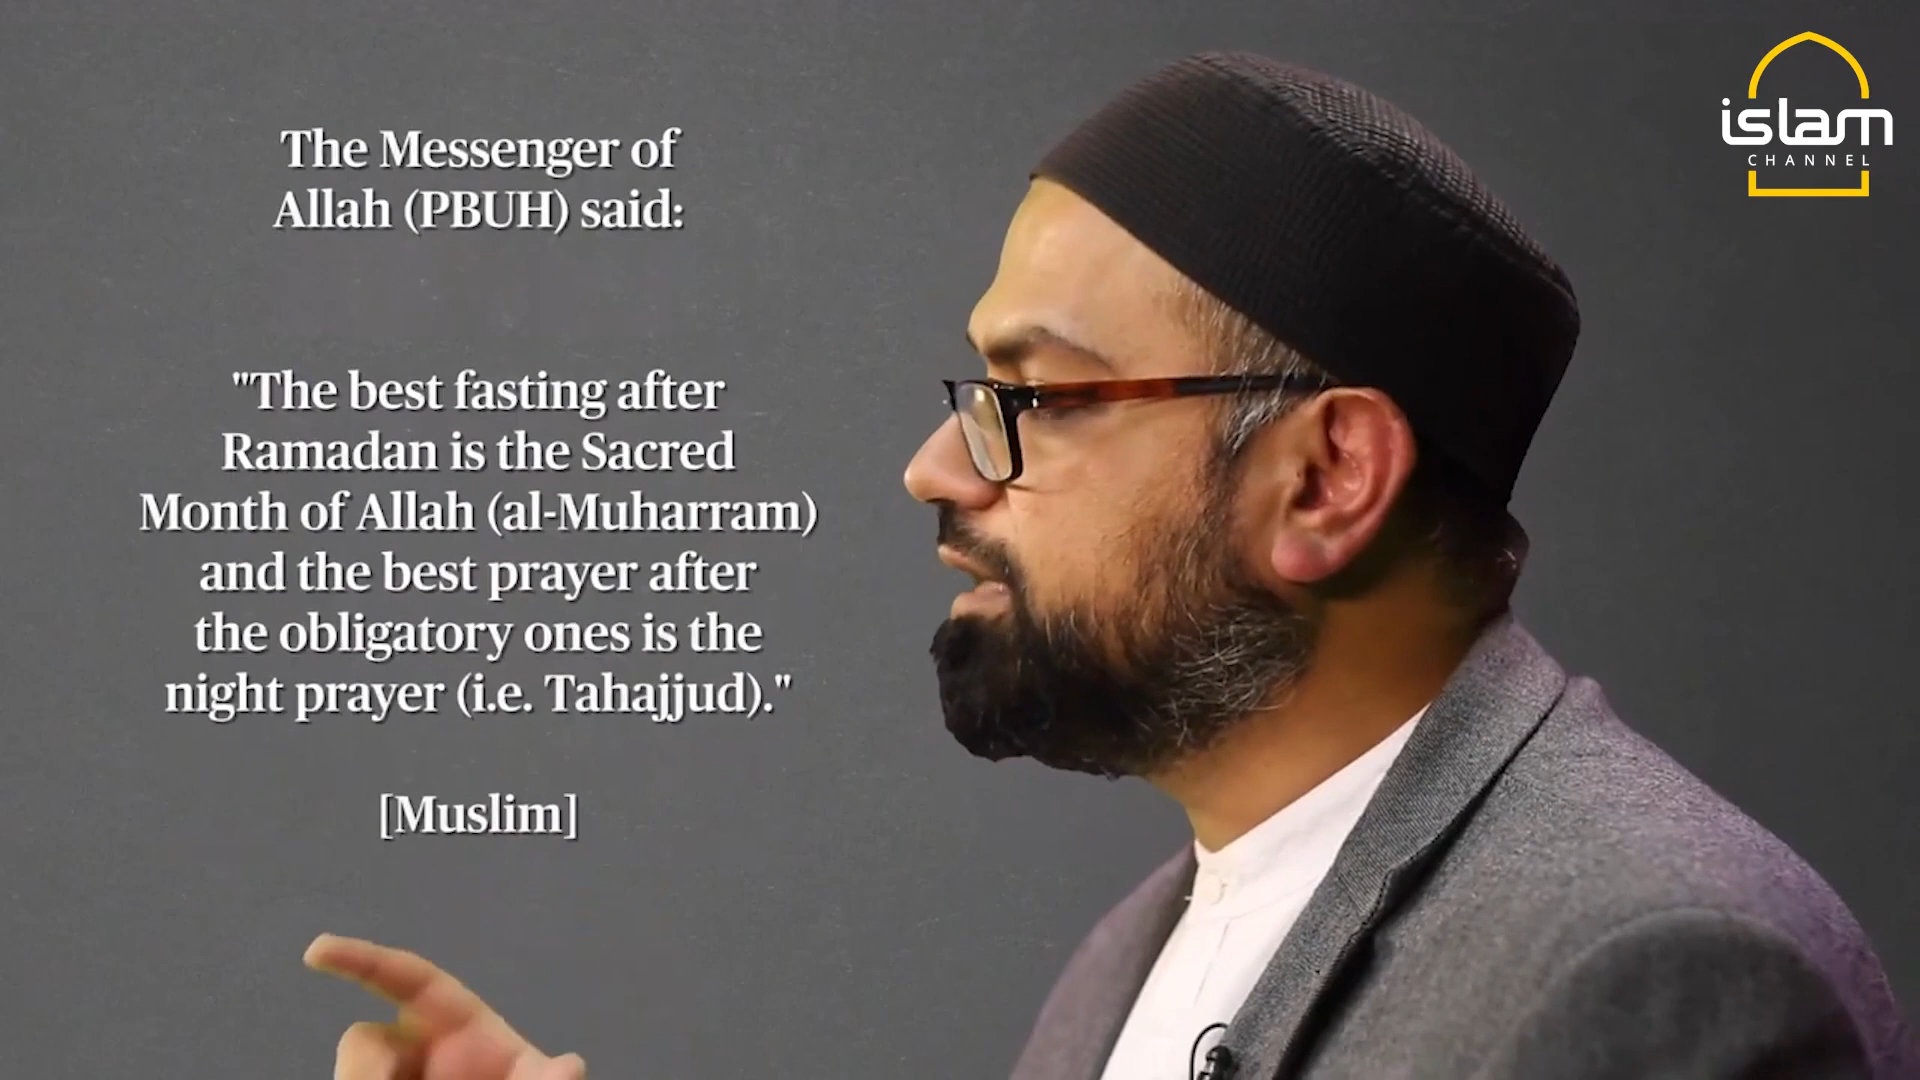 The Messenger of
Allah (PBUH) said:
"The best fasting after
Ramadan is the Sacred
Month of Allah (al-Muharram)
and the best prayer after
the obligatory ones is the
night prayer (i.e. Tahajjud)."
[Muslim]
islam
CHANNEL